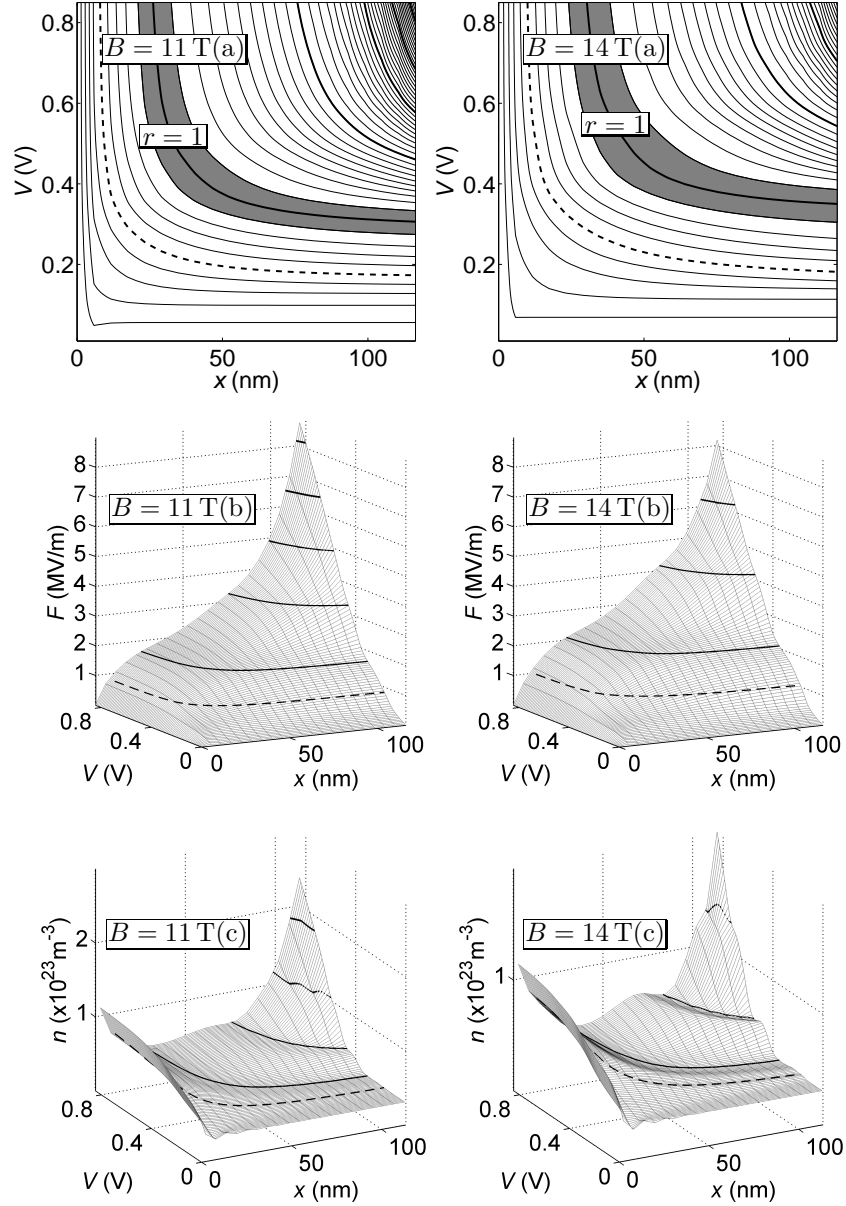 0.8
0.6
0.4
0.2
V (V)
B = 11 T(a)
r = 1
0
50
100
x (nm)
0.8
0.6
0.4
0.2
V (V)
B = 14 T(a)
r = 1
0
50
100
x (nm)
8
7
6
5
4
3
2
1
F (MV/m)
B = 11 T(b)
0.8
0.4
0
V (V)
0
50
100
x (nm)
8
7
6
5
4
3
2
1
F (MV/m)
B = 14 T(b)
0.8
0.4
0
V (V)
0
50
100
x (nm)
2
1
n (x10²³m⁻³)
B = 11 T(c)
0.8
0.4
0
V (V)
0
50
100
x (nm)
1
n (x10²³m⁻³)
B = 14 T(c)
0.8
0.4
0
V (V)
0
50
100
x (nm)